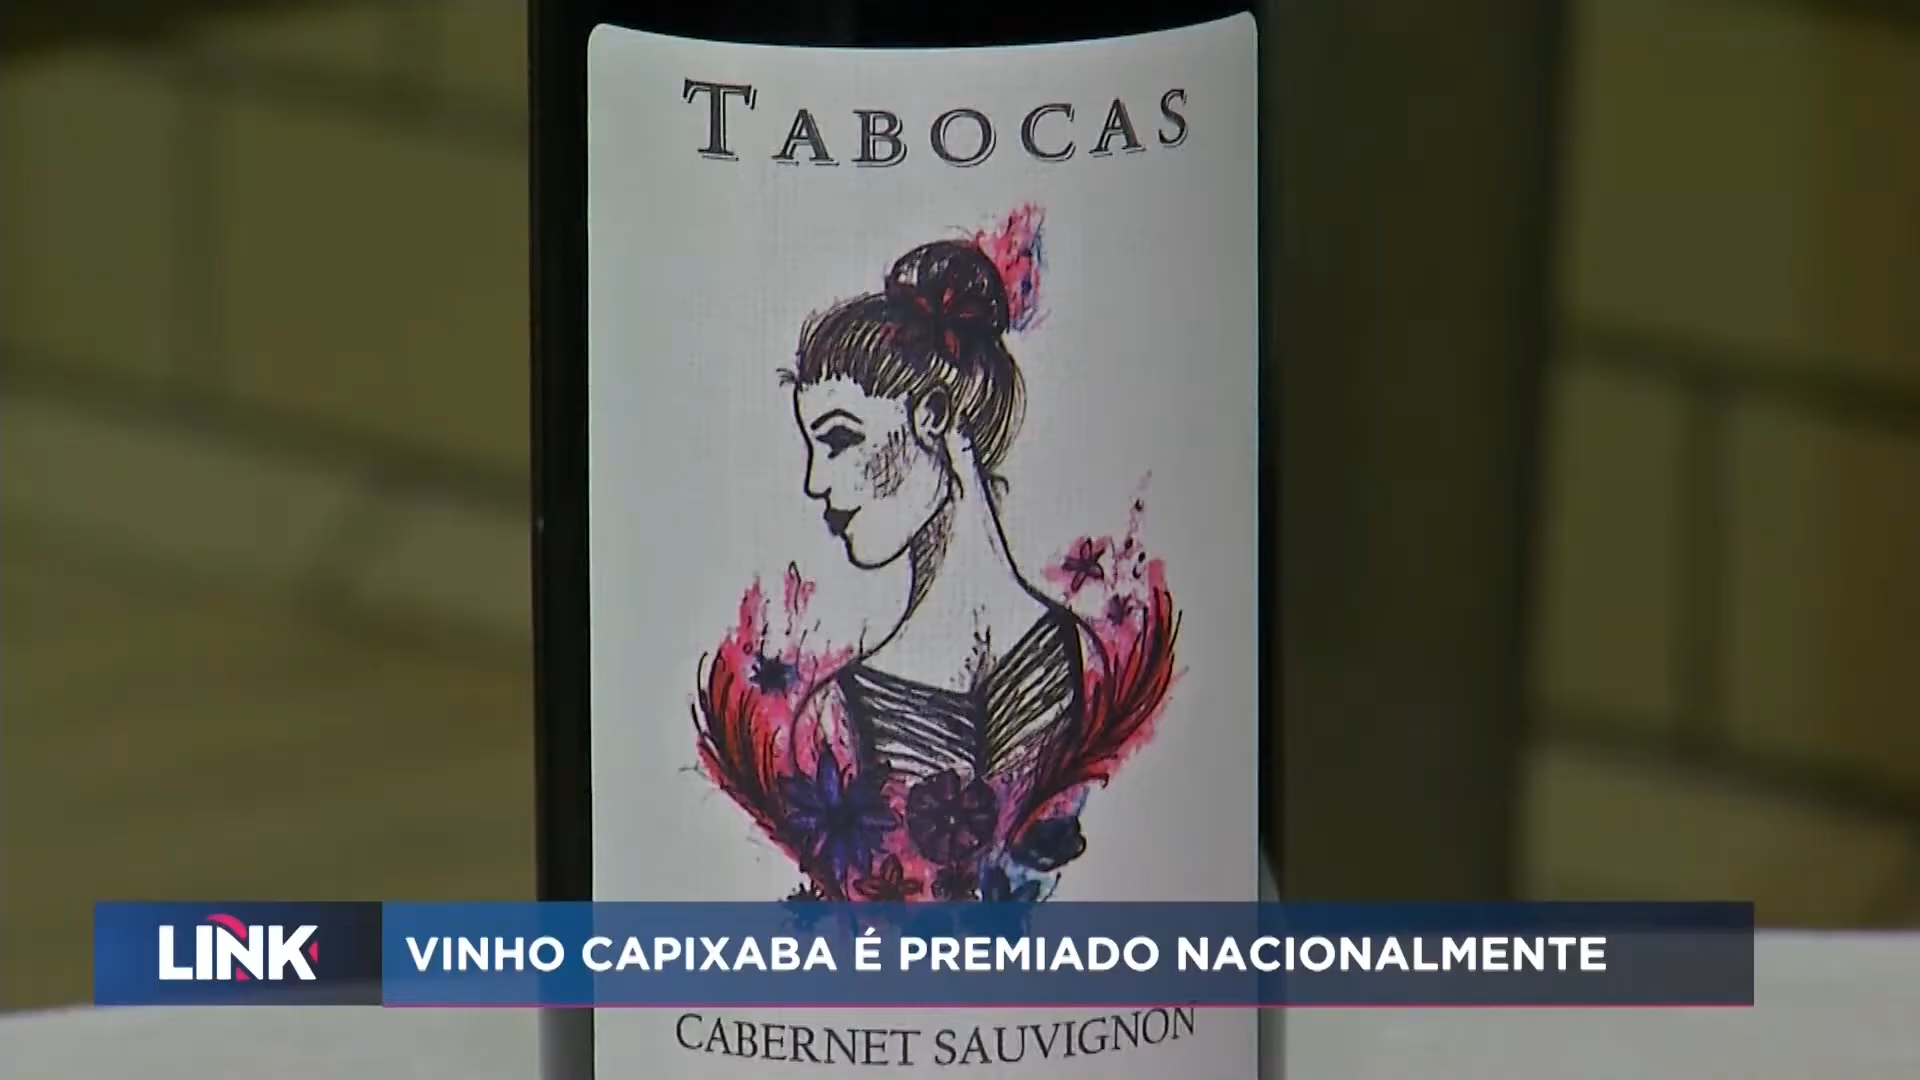 TABOCAS
LINK
VINHO CAPIXABA É PREMIADO NACIONALMENTE
CABERNET SAUVIGNON